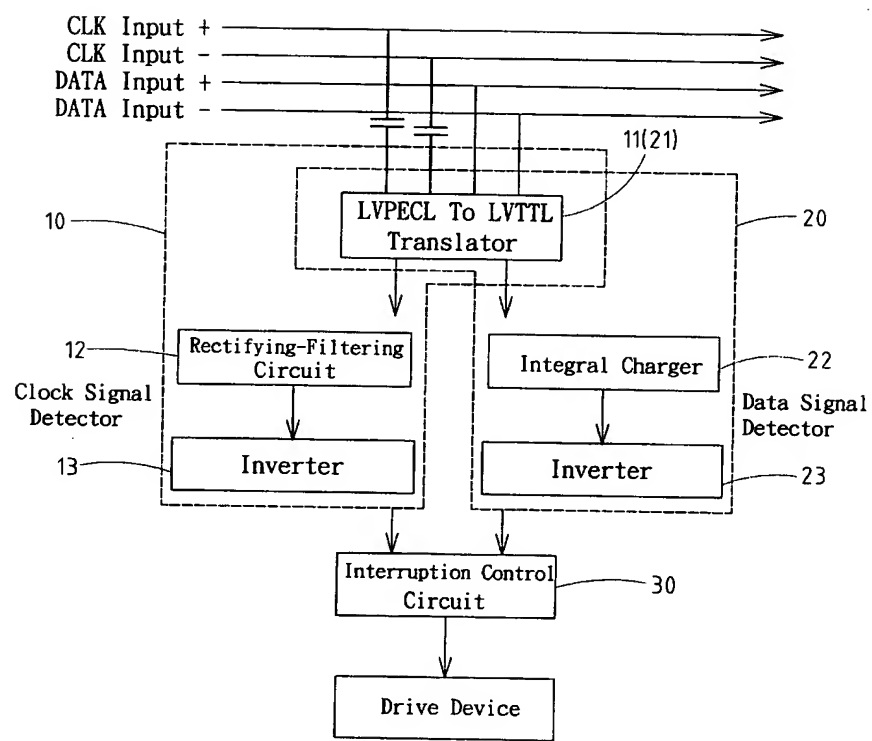 CLK Input +
CLK Input -
DATA Input +
DATA Input -
11(21)
LVPECL To LVTTL
Translator
10
20
12
Rectifying-Filtering
Circuit
Integral Charger
22
Clock Signal
Detector
Data Signal
Detector
13
Inverter
Inverter
23
Interruption Control
Circuit
30
Drive Device